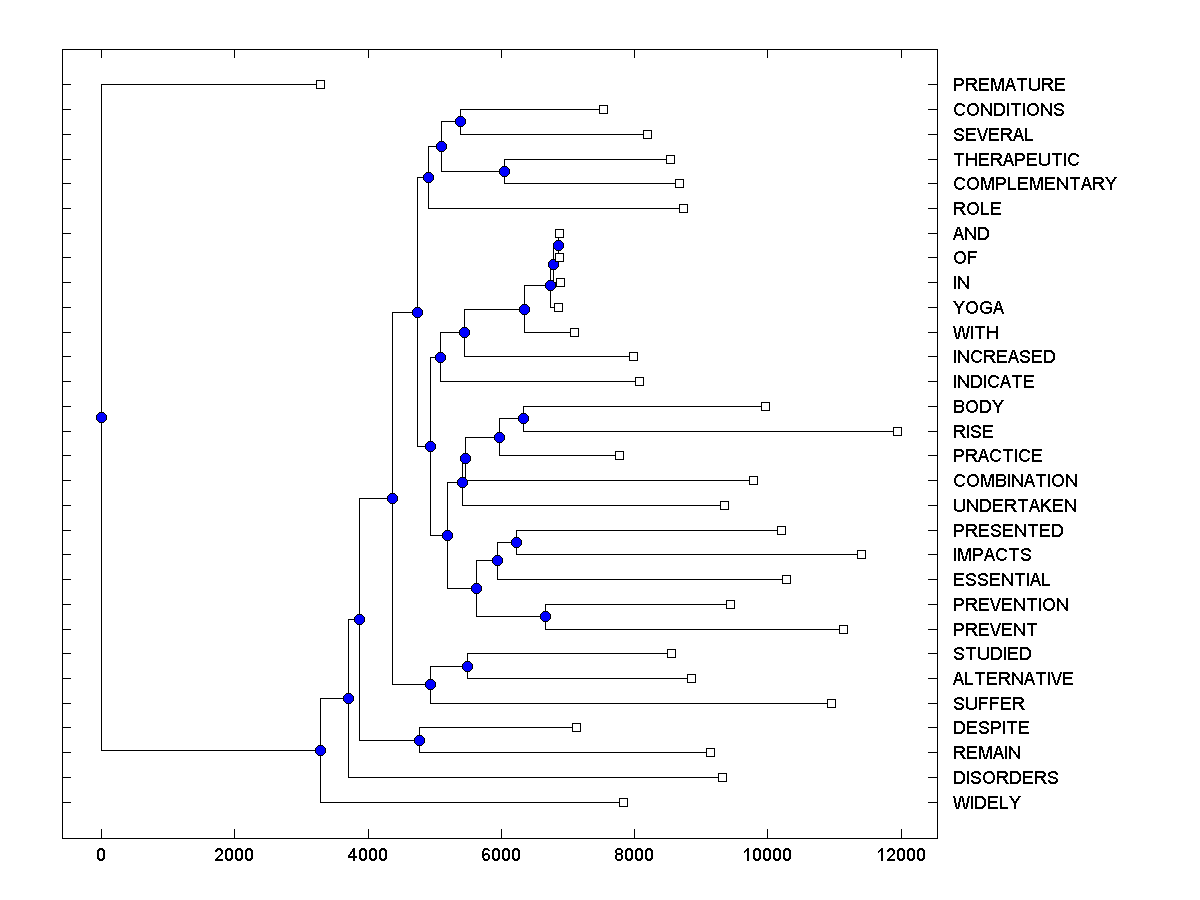 PREMATURE
CONDITIONS
SEVERAL
THERAPEUTIC
COMPLEMENTARY
ROLE
AND
OF
IN
YOGA
WITH
INCREASED
INDICATE
BODY
RISE
PRACTICE
COMBINATION
UNDERTAKEN
PRESENTED
IMPACTS
ESSENTIAL
PREVENTION
PREVENT
STUDIED
ALTERNATIVE
SUFFER
DESPITE
REMAIN
DISORDERS
WIDELY
0 2000 4000 6000 8000 10000 12000